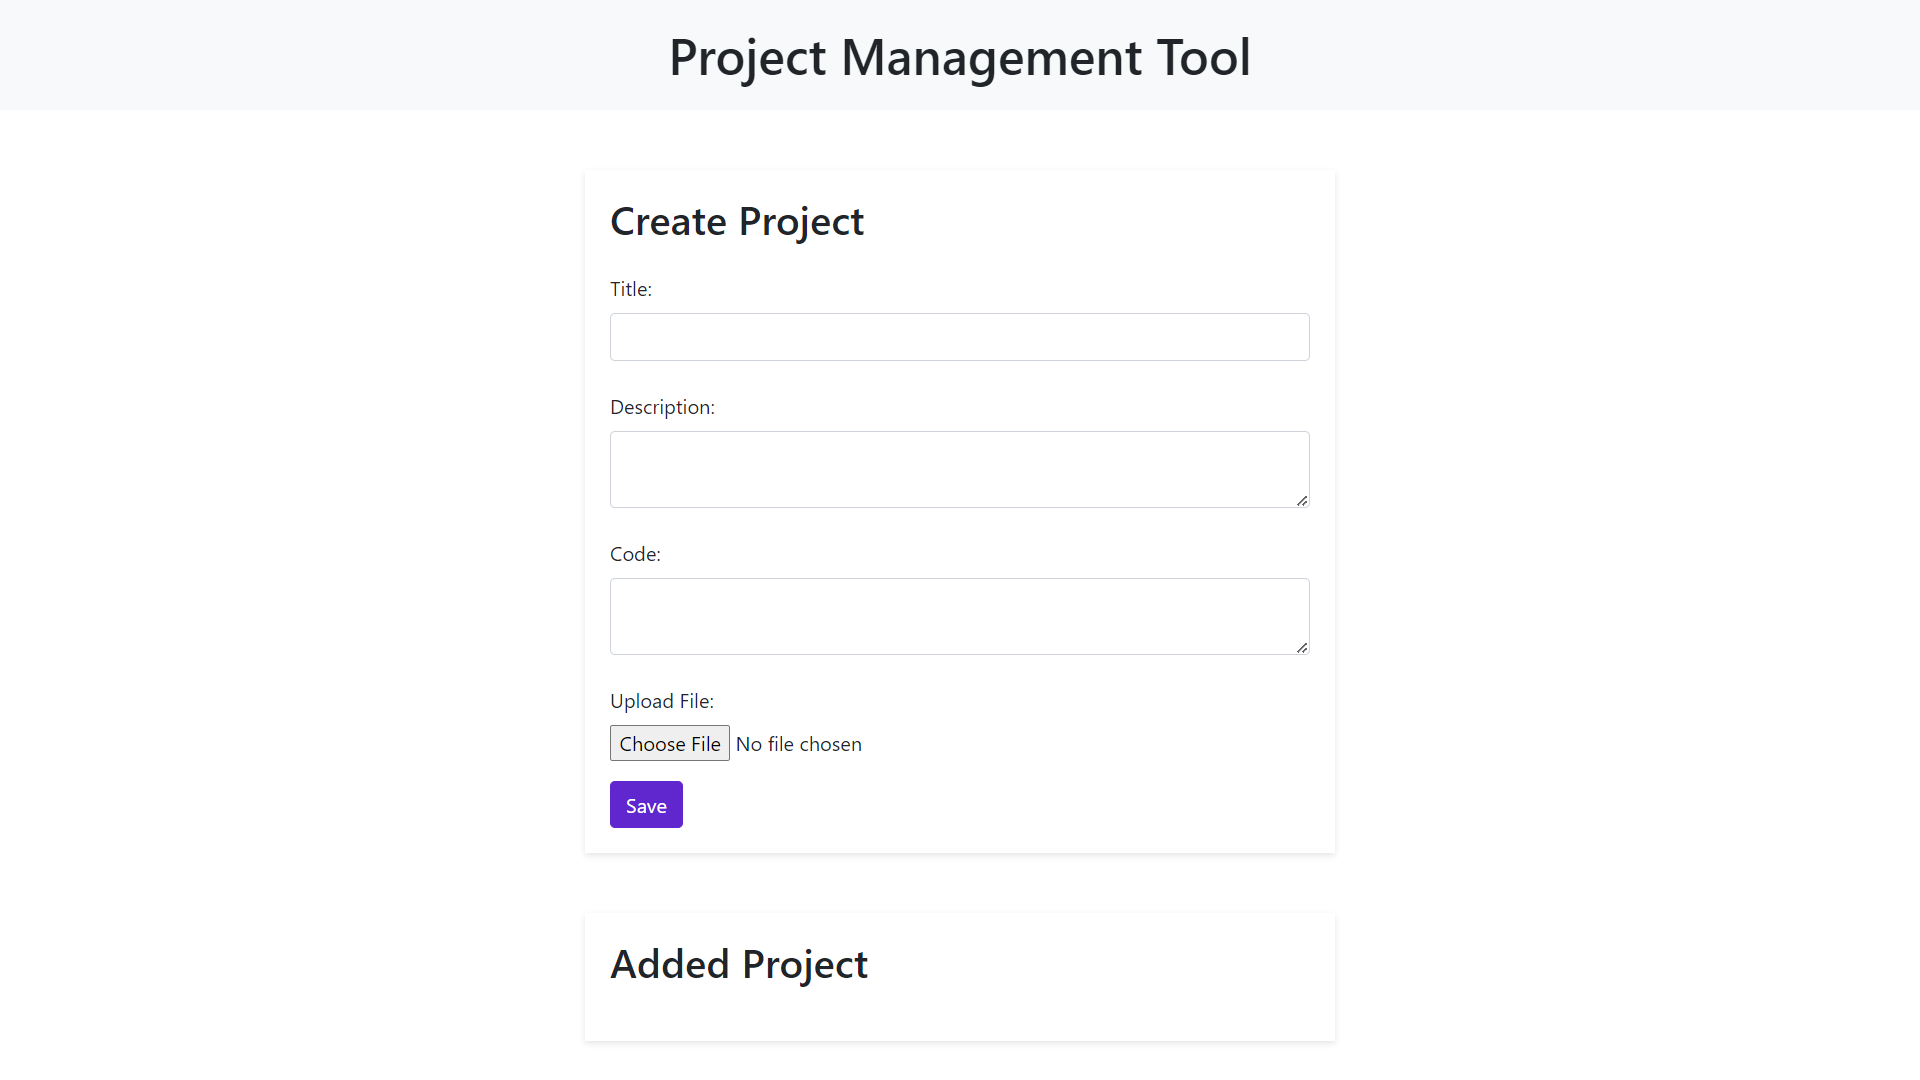 Project Management Tool
Create Project
Title:
Description:
Code:
Upload File:
Choose File No file chosen
Save
Added Project